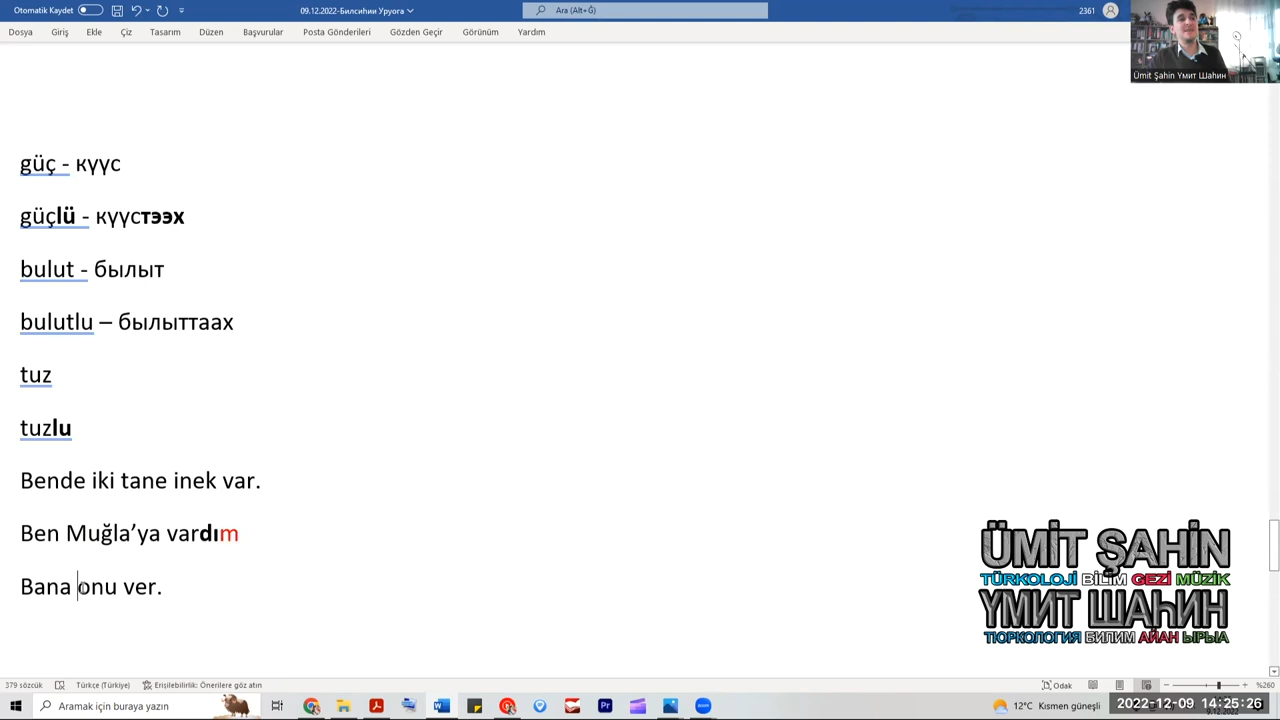 Otomatik Kaydet
09.12.2022-Билсиһии Уруога
Ara (Alt+Ğ)
2361
Dosya Giriş Ekle Çiz Tasarım Düzen Başvurular Posta Gönderileri Gözden Geçir Görünüm Yardım
Ümit Şahin Үмит Шаһин
güç - күүс
güçlü - күүстээх
bulut - былыт
bulutlu – былыттаах
tuz
tuzlu
Bende iki tane inek var.
Ben Muğla’ya vardım
Bana onu ver.
ÜMİT ŞAHİN
TÜRKOLOJİ BİLİM GEZİ MÜZİK
ҮМИТ ШАҺИН
ТЮРКОЛОГИЯ БИЛИМ АЙАН ЫРЫА
379 sözcük Türkçe (Türkiye) Erişilebilirlik: Önerilere göz atın Odak %260
Aramak için buraya yazın 12°C Kısmen güneşli 2022-12-09 14:25:26